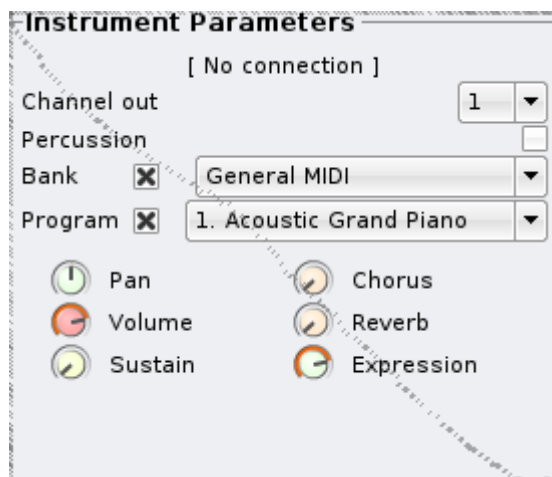 Instrument Parameters
[ No connection ]
Channel out 1
Percussion
Bank General MIDI
Program 1. Acoustic Grand Piano
Pan Chorus
Volume Reverb
Sustain Expression